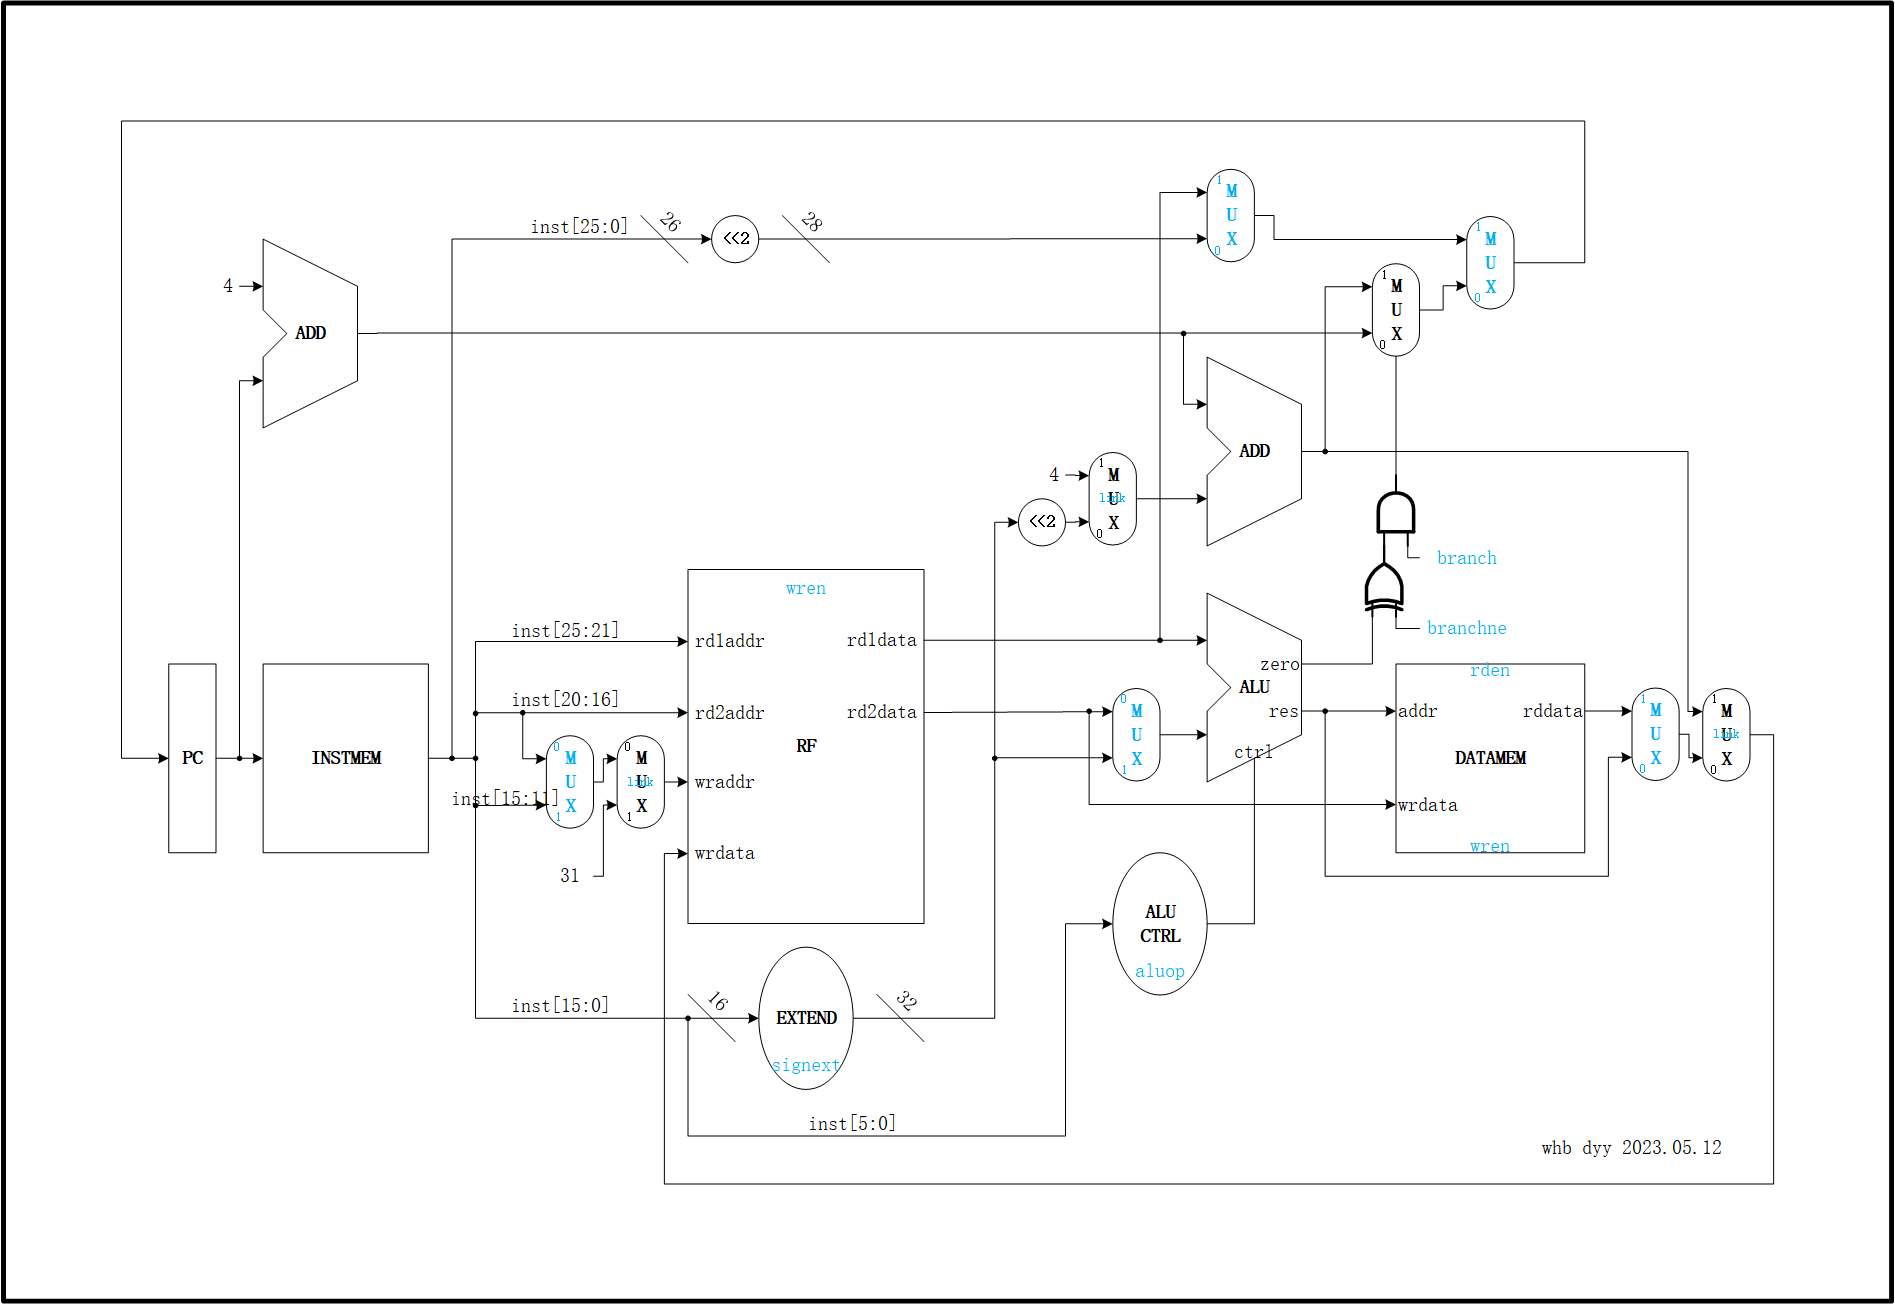 1
M
U
X
0
inst[25:0]
26
<<2
28
1
M
U
X
0
4
ADD
1
M
U
X
0
ADD
4
1
M
link
U
X
0
<<2
branch
branchne
wren
inst[25:21]
rd1addr
rd1data
inst[20:16]
rd2addr
rd2data
RF
wraddr
wrdata
PC
INSTMEM
0
M
U
X
1
inst[15:11]
0
M
link
U
X
1
31
0
M
U
X
1
zero
ALU
res
ctrl
rden
addr
rddata
DATAMEM
wrdata
wren
1
M
U
X
0
1
M
link
U
X
0
ALU
CTRL
aluop
inst[15:0]
16
EXTEND
signext
32
inst[5:0]
whb dyy 2023.05.12